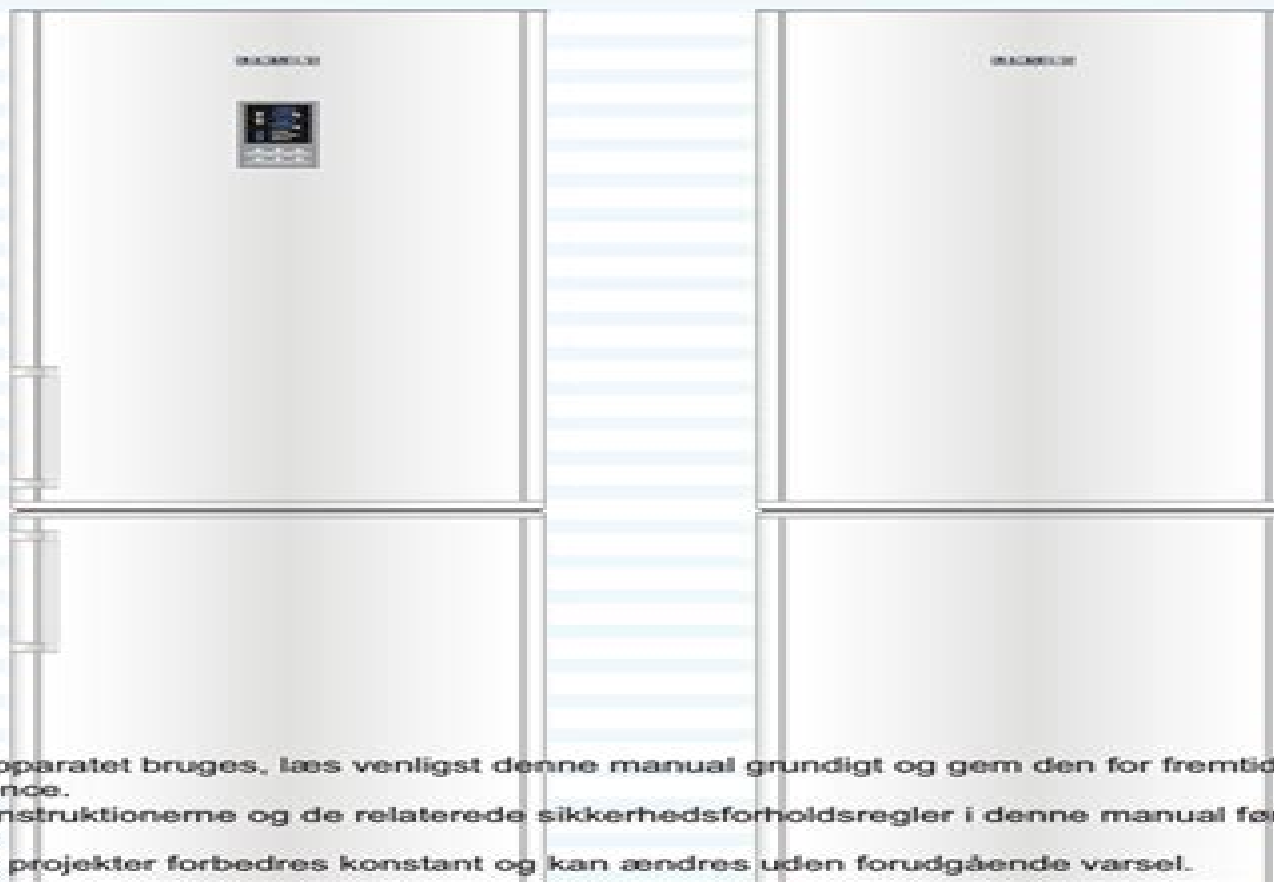 pparatet bruges, læs venligst denne manual grundigt og gem den for fremtid
nce.
nstruktionerne og de relaterede sikkerhedsforholdsregler i denne manual før
projekter forbedres konstant og kan ændres uden forudgående varsel.